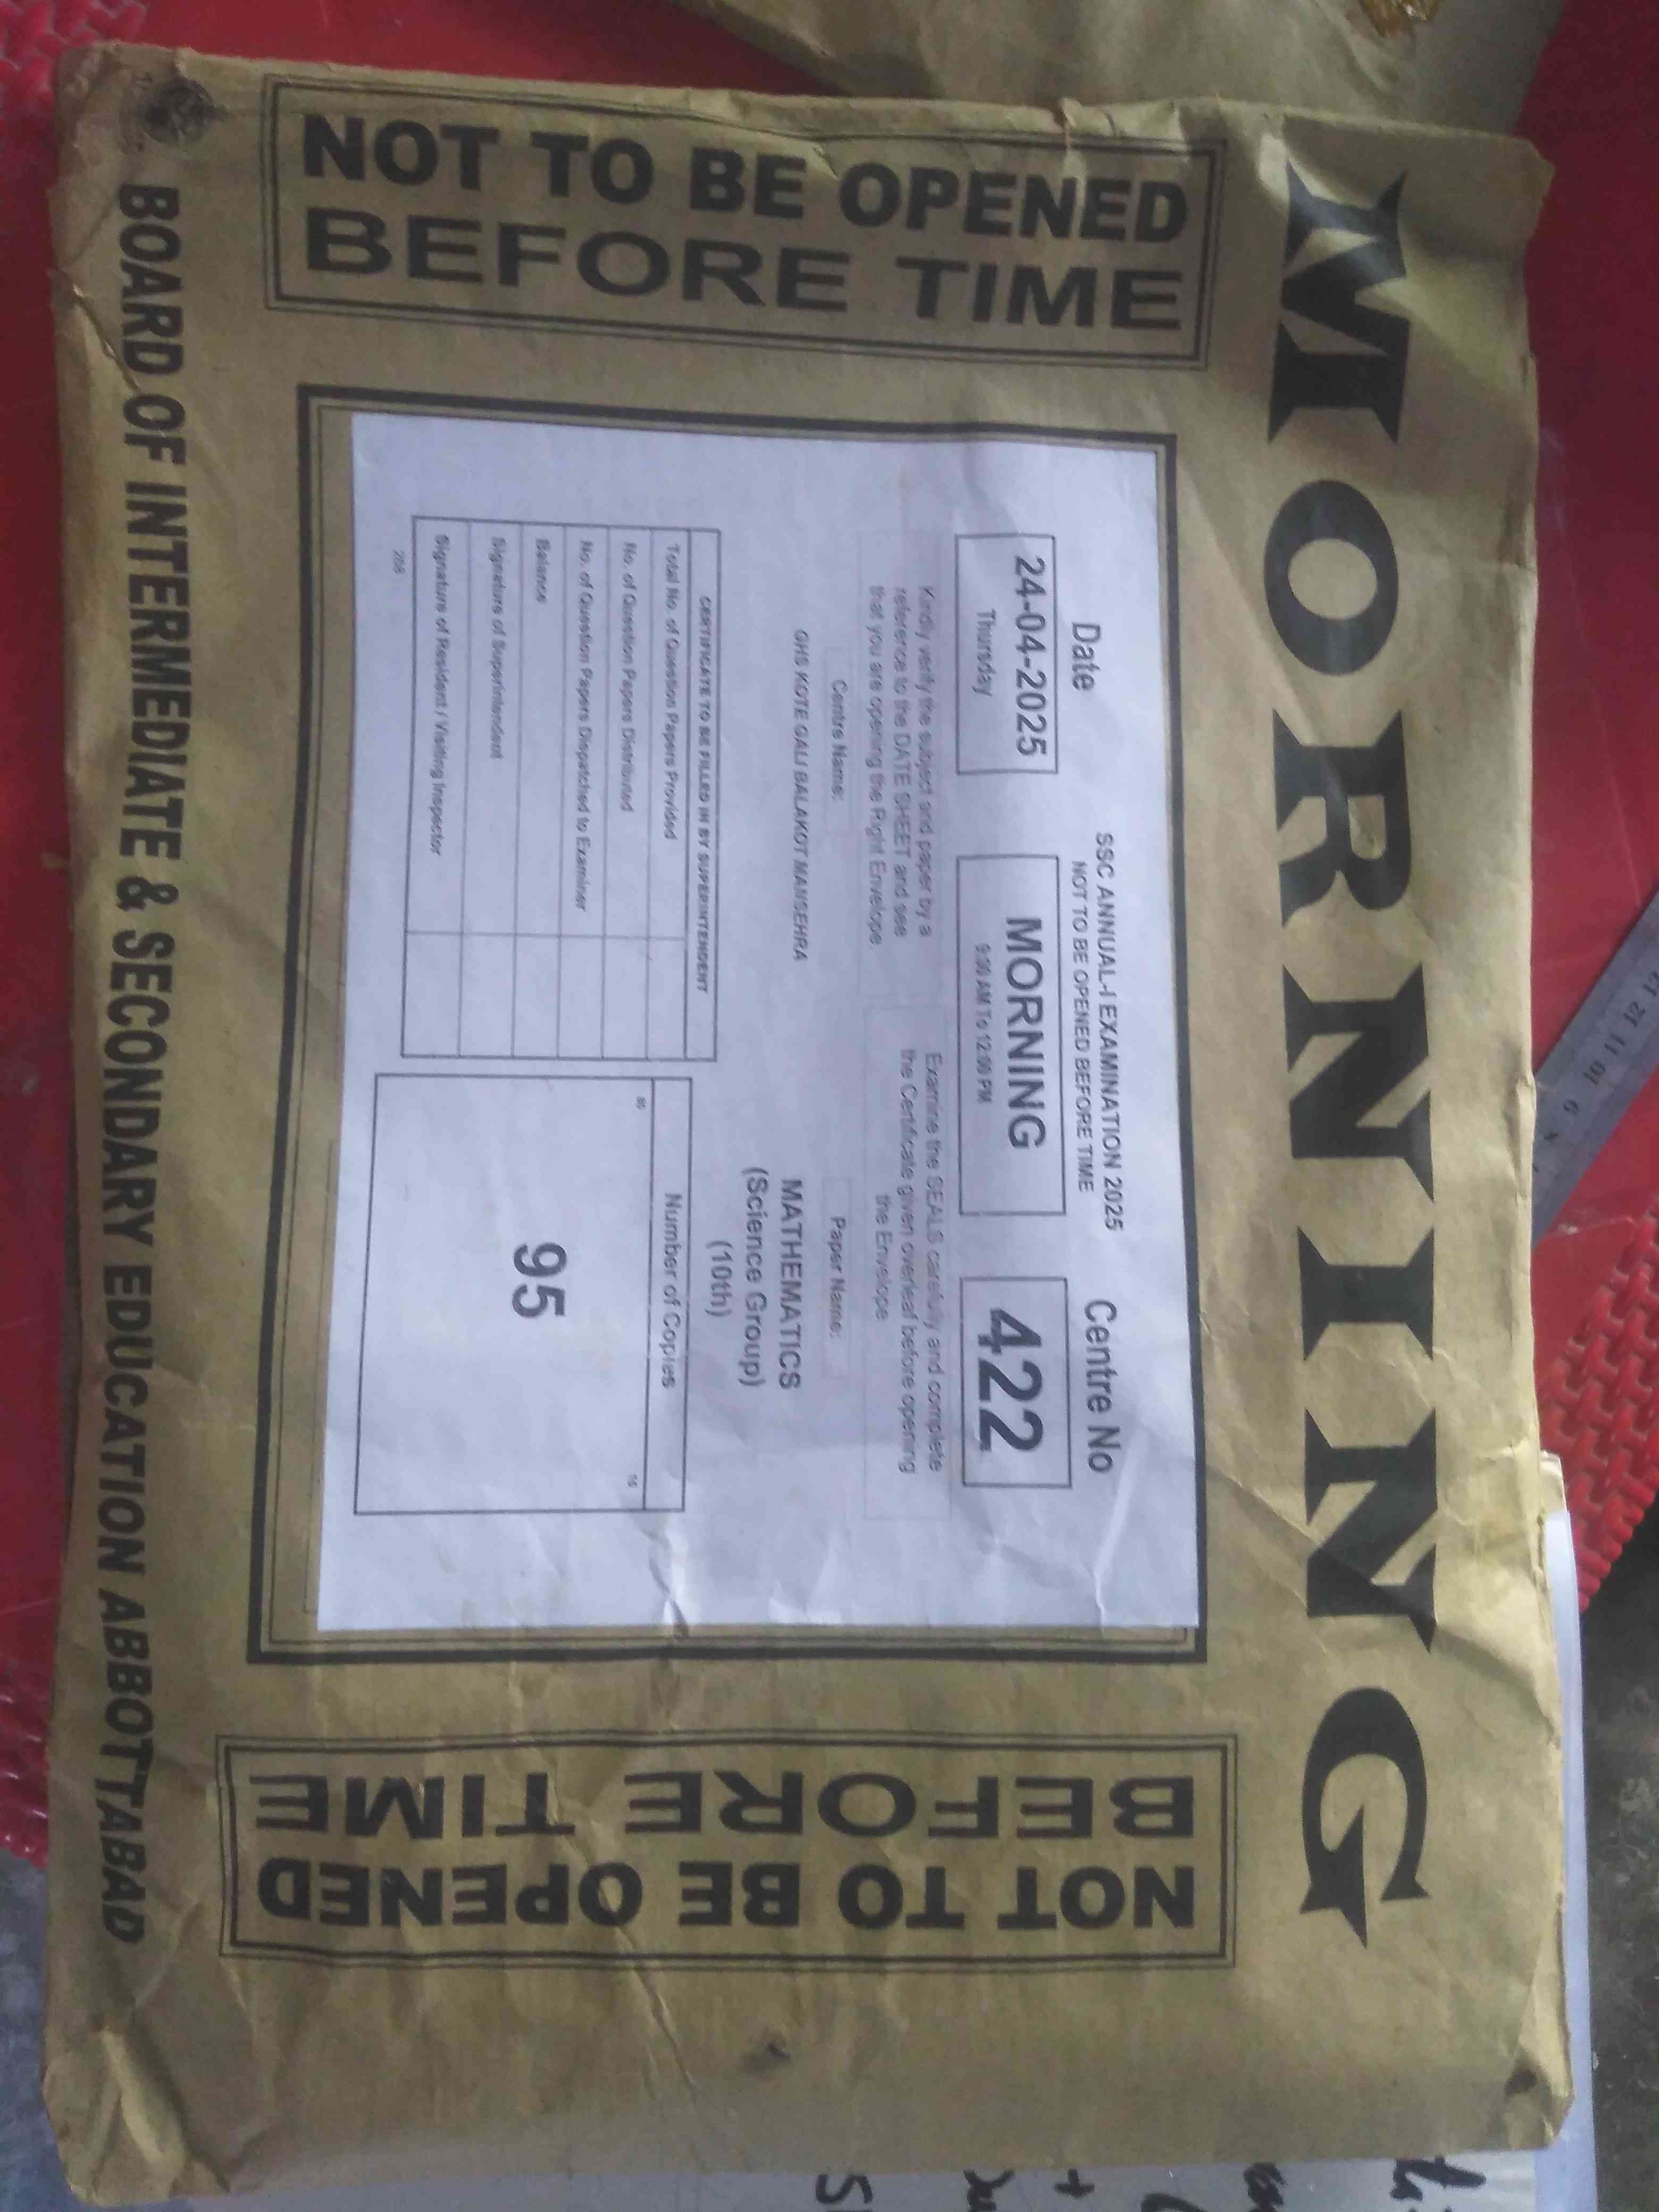 MORNING
NOT TO BE OPENED
BEFORE TIME
SSC ANNUAL-I EXAMINATION 2025
NOT TO BE OPENED BEFORE TIME
Date
24-04-2025
Thursday
MORNING
9:00 AM To 12:00 PM
Centre No
422
Kindly verify the subject and paper by a
reference to the DATE SHEET and see
that you are opening the Right Envelope
Examine the SEALS carefully and complete
the Certificate given overleaf before opening
the Envelope
Centre Name:
GHS KOTE GALI BALAKOT MANSEHRA
Paper Name:
MATHEMATICS
(Science Group)
(10th)
CERTIFICATE TO BE FILLED IN BY SUPERINTENDENT
Total No. of Question Papers Provided
No. of Question Papers Distributed
No. of Question Papers Dispatched to Examiner
Balance
Signature of Superintendent
Signature of Resident / Visiting Inspector
Number of Copies
95
NOT TO BE OPENED
BEFORE TIME
BOARD OF INTERMEDIATE & SECONDARY EDUCATION ABBOTTABAD
9 10 11 12 13